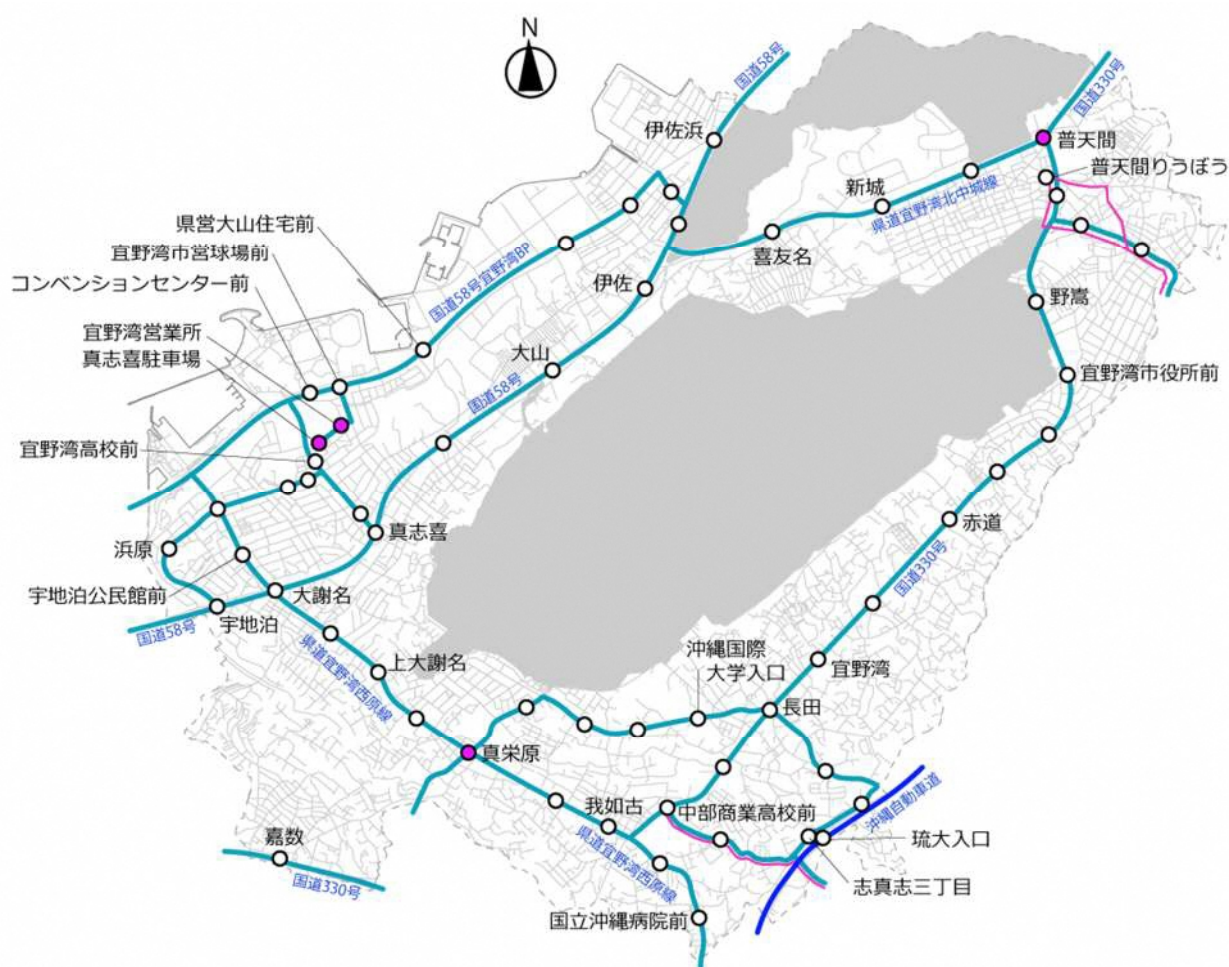 N
国道58号
国道330号
伊佐浜
普天間
普天間りうぼう
新城
県道宜野湾北中城線
県営大山住宅前
宜野湾市営球場前
コンベンションセンター前
国道58号宜野湾BP
喜友名
伊佐
野嵩
宜野湾営業所
真志喜駐車場
大山
国道58号
宜野湾市役所前
宜野湾高校前
赤道
浜原
真志喜
国道330号
宇地泊公民館前
大謝名
宇地泊
国道58号
県道宜野湾西原線
上大謝名
沖縄国際
大学入口
宜野湾
長田
真栄原
我如古
中部商業高校前
沖縄自動車道
県道宜野湾西原線
琉大入口
嘉数
国道330号
志真志三丁目
国立沖縄病院前